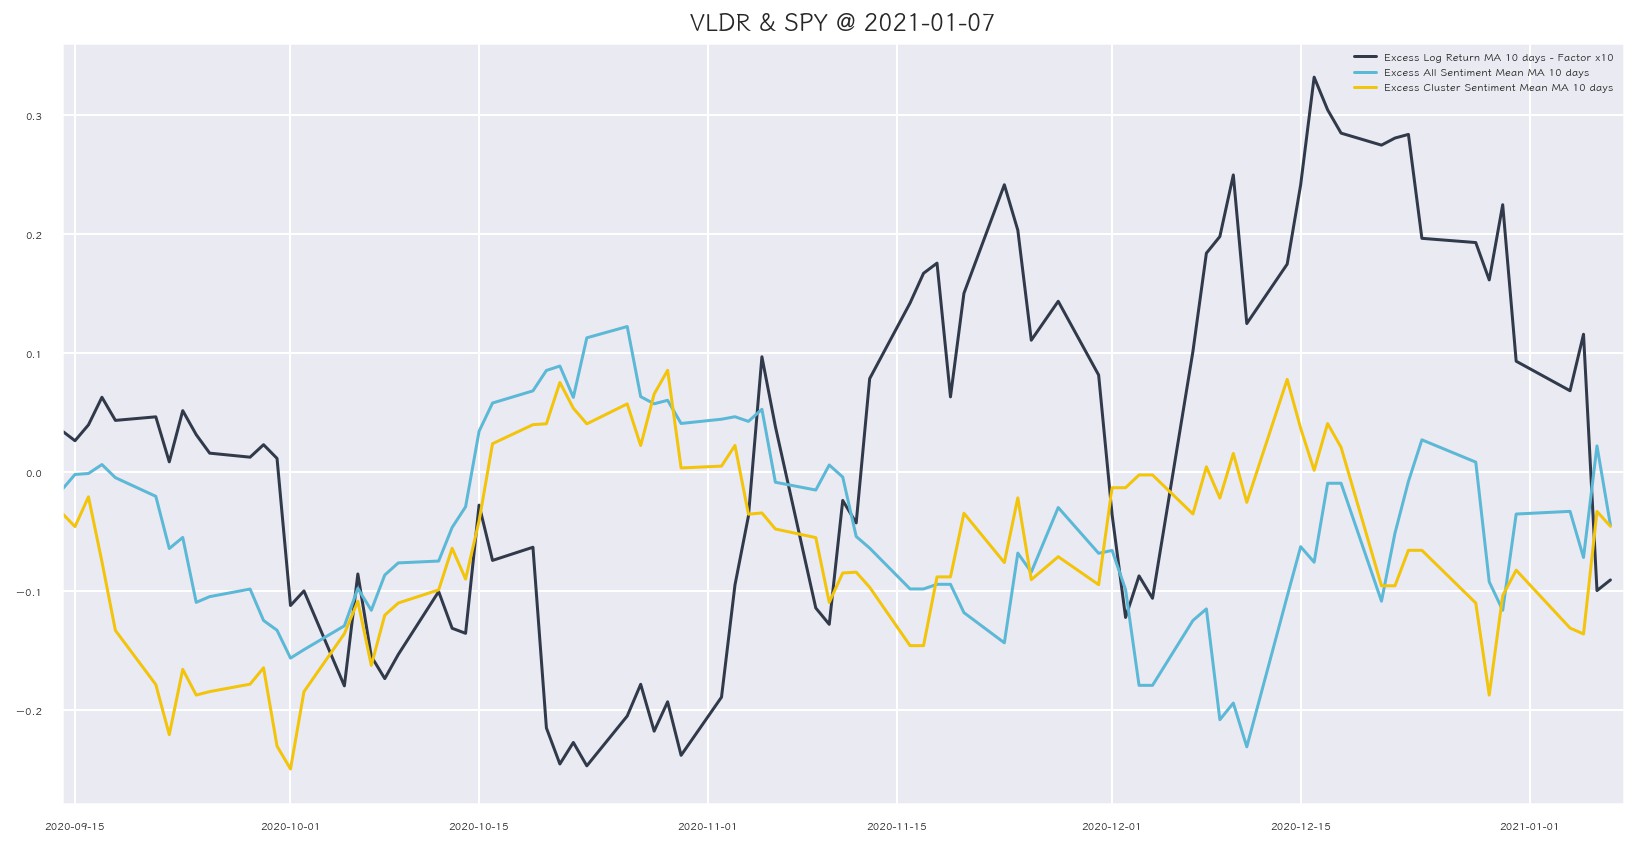 VLDR & SPY @ 2021-01-07
Excess Log Return MA 10 days - Factor x10
Excess All Sentiment Mean MA 10 days
Excess Cluster Sentiment Mean MA 10 days
0.3
0.2
0.1
0.0
−0.1
−0.2
2020-09-15 2020-10-01 2020-10-15 2020-11-01 2020-11-15 2020-12-01 2020-12-15 2021-01-01